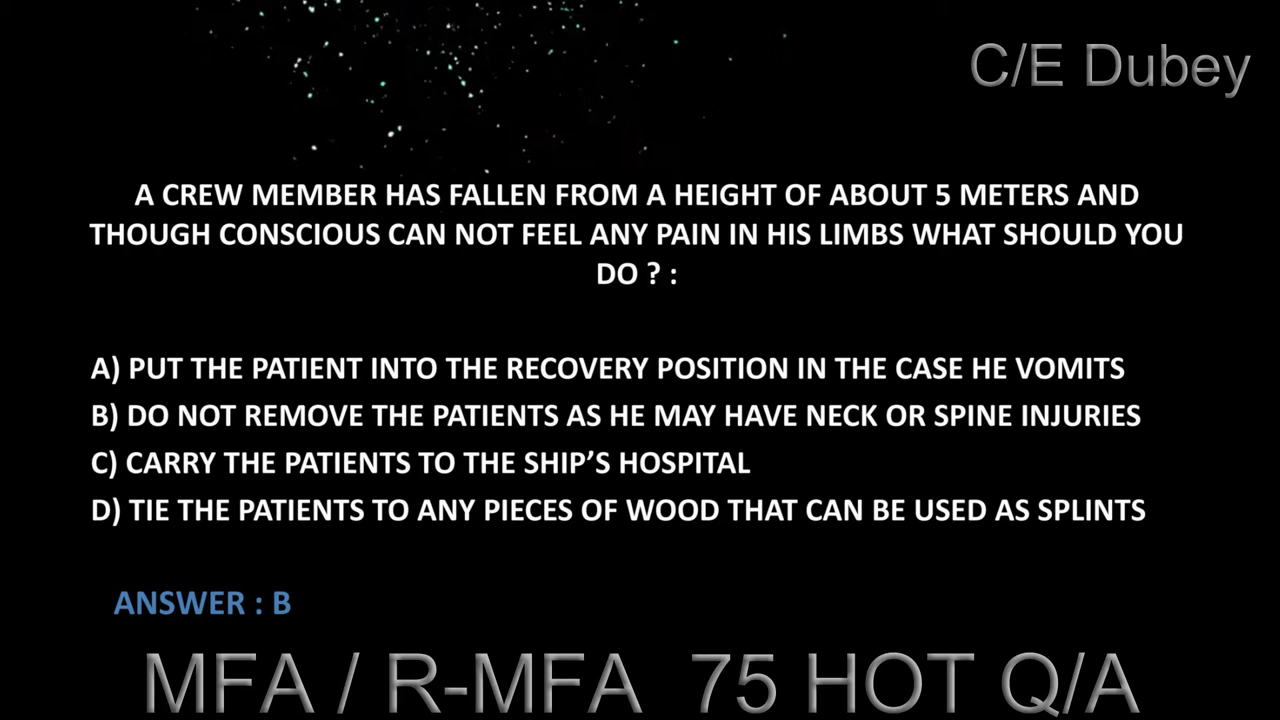 C/E Dubey
A CREW MEMBER HAS FALLEN FROM A HEIGHT OF ABOUT 5 METERS AND
THOUGH CONSCIOUS CAN NOT FEEL ANY PAIN IN HIS LIMBS WHAT SHOULD YOU
DO ? :
A) PUT THE PATIENT INTO THE RECOVERY POSITION IN THE CASE HE VOMITS
B) DO NOT REMOVE THE PATIENTS AS HE MAY HAVE NECK OR SPINE INJURIES
C) CARRY THE PATIENTS TO THE SHIP'S HOSPITAL
D) TIE THE PATIENTS TO ANY PIECES OF WOOD THAT CAN BE USED AS SPLINTS
ANSWER : B
MFA / R-MFA 75 HOT Q/A